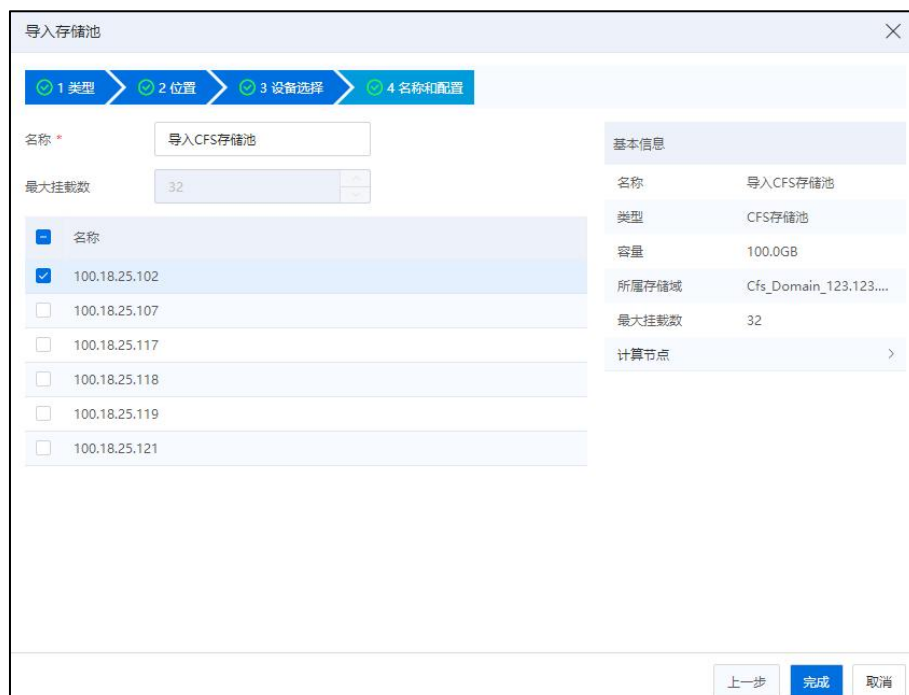 导入存储池
1 类型 2 位置 3 设备选择 4 名称和配置
名称 * 导入CFS存储池
最大挂载数 32
名称
100.18.25.102
100.18.25.107
100.18.25.117
100.18.25.118
100.18.25.119
100.18.25.121
基本信息
名称 导入CFS存储池
类型 CFS存储池
容量 100.0GB
所属存储域 Cfs_Domain_123.123....
最大挂载数 32
计算节点
上一步 完成 取消